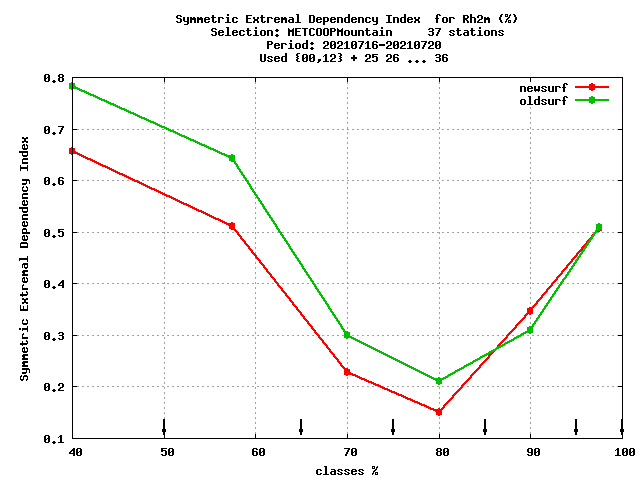 Symmetric Extremal Dependency Index  for Rh2m (%)
Selection: METCOOPMountain     37 stations
Period: 20210716-20210720
Used {00,12} + 25 26 ... 36
newsurf
oldsurf
0.8
0.7
0.6
0.5
0.4
0.3
0.2
0.1
Symmetric Extremal Dependency Index
40 50 60 70 80 90 100
classes %